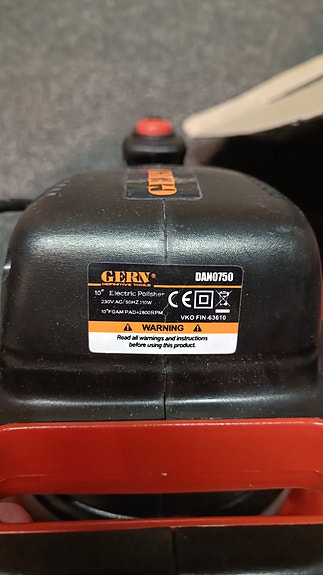 GERN
GERN®
DEFINITIVE TOOLS
DAN0750
10" Electric Polisher
230V AC/50HZ 110W
10"FOAM PAD•2800RPM
CE
VKO FIN-63610
WARNING
Read all warnings and instructions
before using this product.